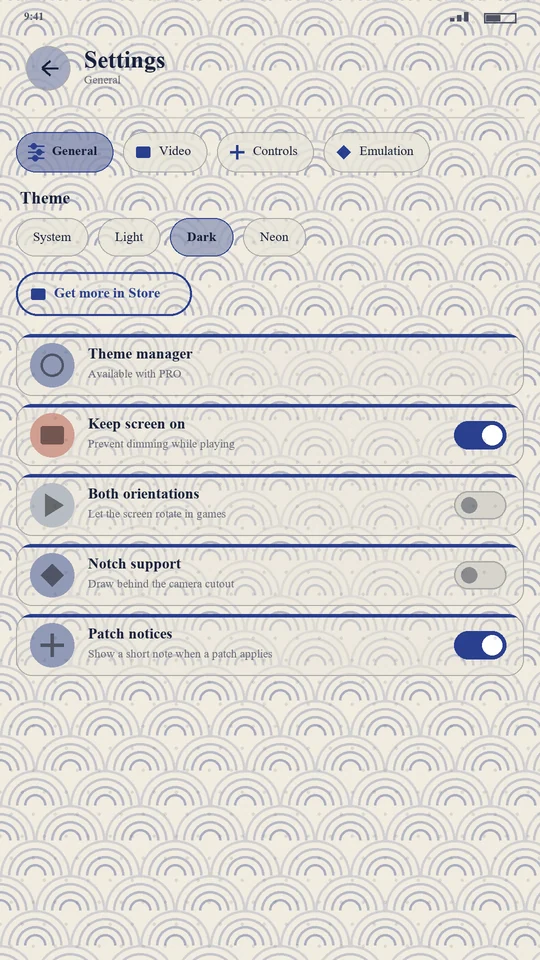 9:41
Settings
General
General
Video
Controls
Emulation
Theme
System
Light
Dark
Neon
Get more in Store
Theme manager
Available with PRO
Keep screen on
Prevent dimming while playing
Both orientations
Let the screen rotate in games
Notch support
Draw behind the camera cutout
Patch notices
Show a short note when a patch applies